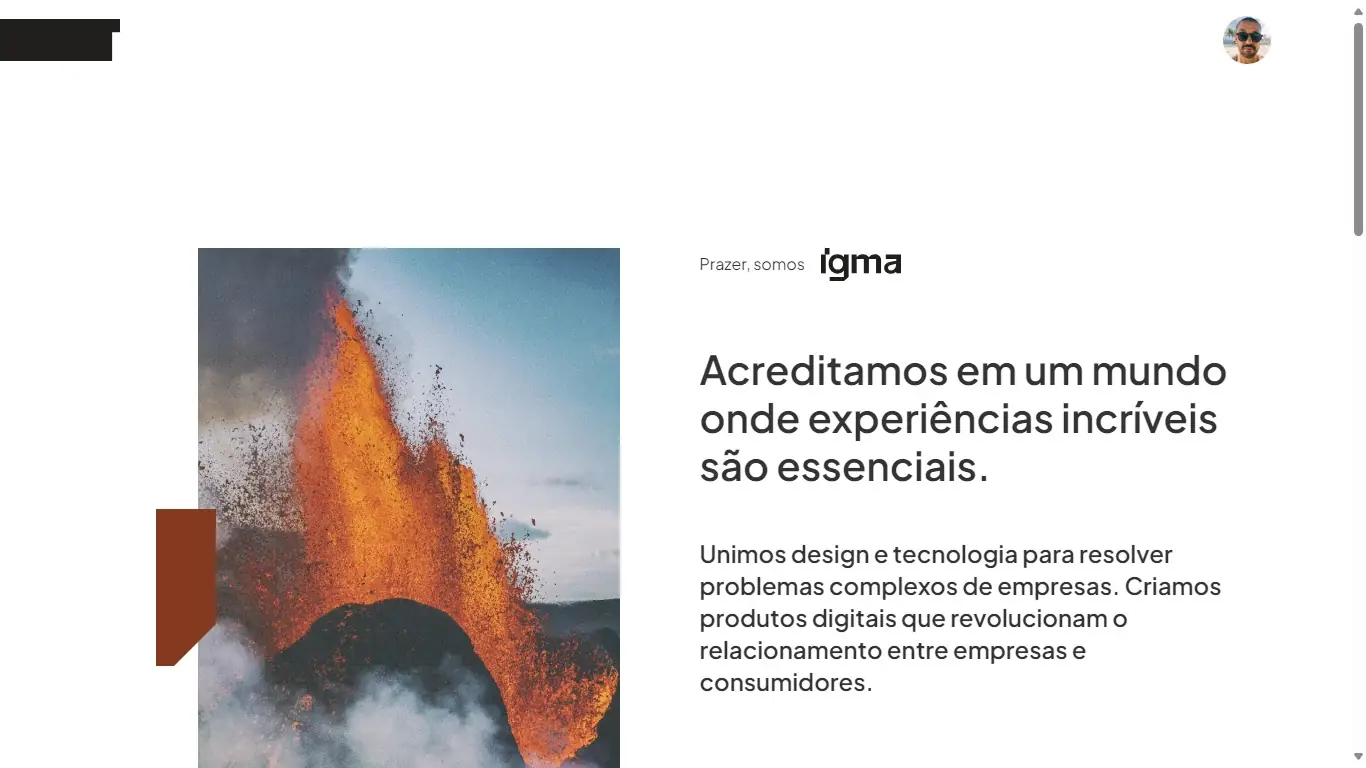 Prazer, somos igma
Acreditamos em um mundo
onde experiências incríveis
são essenciais.
Unimos design e tecnologia para resolver
problemas complexos de empresas. Criamos
produtos digitais que revolucionam o
relacionamento entre empresas e
consumidores.